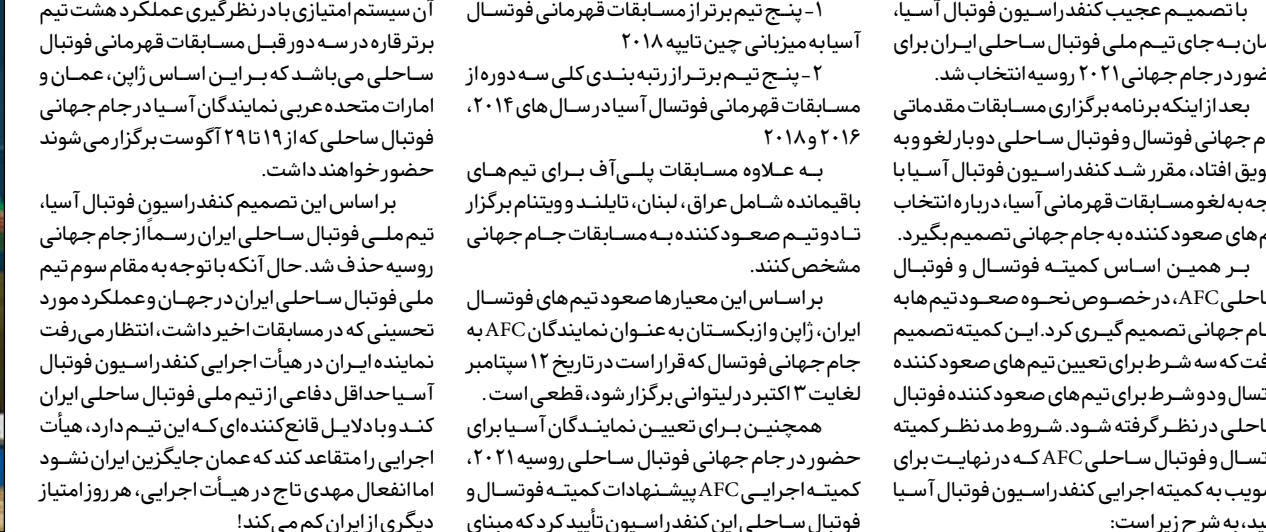 با تصمیم عجیب کنفدراسیون فوتبال آسیا،
به جای تیم ملی فوتبال ساحلی ایران برای
در جام جهانی ۲۰۲۱ روسیه انتخاب شد.
بعد از اینکه برنامه برگزاری مسابقات مقدماتی
جهانی فوتسال و فوتبال ساحلی دو بار لغو و به
افتاد، مقرر شد کنفدراسیون فوتبال آسیا با
به لغو مسابقات قهرمانی آسیا، درباره انتخاب
های صعود کننده به جام جهانی تصمیم بگیرد.
بر همین اساس کمیته فوتسال و فوتبال
AFC، در خصوص نحوه صعود تیم‌ها به
جهانی تصمیم گیری کرد. این کمیته تصمیم
که سه شرط برای تعیین تیم‌های صعود کننده
و دو شرط برای تیم‌های صعود کننده فوتبال
در نظر گرفته شود. شروط مد نظر کمیته
و فوتبال ساحلی AFC که در نهایت برای
به کمیته اجرایی کنفدراسیون فوتبال آسیا
به شرح زیر است:
۱- پنج تیم برتر از مسابقات قهرمانی فوتسال
آسیا به میزبانی چین تایپه ۲۰۱۸
۲- پنج تیم برتر از رتبه بندی کلی سه دوره از
مسابقات قهرمانی فوتسال آسیا در سال های ۲۰۱۴،
۲۰۱۶ و ۲۰۱۸
به علاوه مسابقات پلی‌آف برای تیم‌های
باقیمانده شامل عراق، لبنان، تایلند و ویتنام برگزار
تا دو تیم صعود کننده به مسابقات جام جهانی
مشخص کنند.
بر اساس این معیارها صعود تیم های فوتسال
ایران، ژاپن و ازبکستان به عنوان نمایندگان AFC به
جام جهانی فوتسال که قرار است در تاریخ ۱۲ سپتامبر
لغایت ۳ اکتبر در لیتوانی برگزار شود، قطعی است .
همچنین برای تعیین نمایندگان آسیا برای
حضور در جام جهانی فوتبال ساحلی روسیه ۲۰۲۱،
کمیته اجرایی AFC پیشنهادات کمیته فوتسال و
فوتبال ساحلی این کنفدراسیون تأیید کرد که مبنای
آن سیستم امتیازی با در نظر گیری عملکرد هشت تیم
برتر قاره در سه دور قبل مسابقات قهرمانی فوتبال
ساحلی می‌باشد که بر این اساس ژاپن، عمان و
امارات متحده عربی نمایندگان آسیا در جام جهانی
فوتبال ساحلی که از ۱۹ تا ۲۹ آگوست برگزار می شوند
حضور خواهند داشت.
بر اساس این تصمیم کنفدراسیون فوتبال آسیا،
تیم ملی فوتبال ساحلی ایران رسماً از جام جهانی
روسیه حذف شد. حال آنکه با توجه به مقام سوم تیم
ملی فوتبال ساحلی ایران در جهان و عملکرد مورد
تحسینی که در مسابقات اخیر داشت، انتظار می رفت
نماینده ایران در هیأت اجرایی کنفدراسیون فوتبال
آسیا حداقل دفاعی از تیم ملی فوتبال ساحلی ایران
کند و با دلایل قانع کننده‌ای که این تیم دارد، هیأت
اجرایی را متقاعد کند که عمان جایگزین ایران نشود
اما انفعال مهدی تاج در هیأت اجرایی، هر روز امتیاز
دیگری از ایران کم می کند!